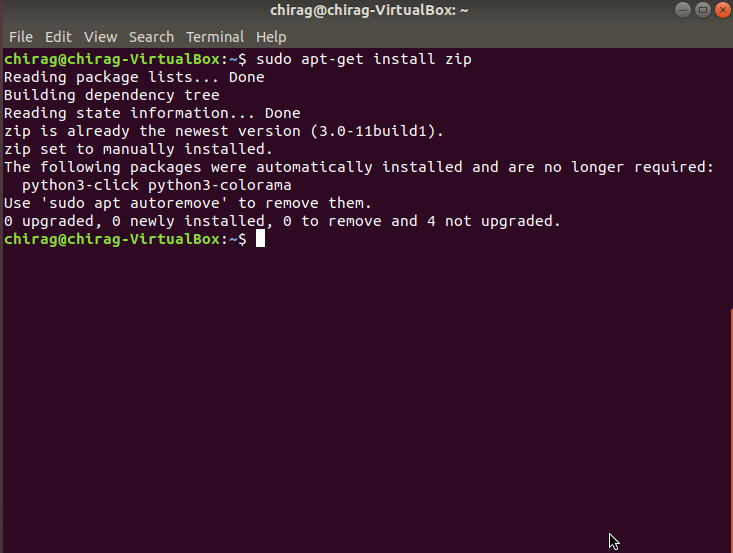 chirag@chirag-VirtualBox: ~
File Edit View Search Terminal Help
chirag@chirag-VirtualBox:~$ sudo apt-get install zip
Reading package lists... Done
Building dependency tree
Reading state information... Done
zip is already the newest version (3.0-11build1).
zip set to manually installed.
The following packages were automatically installed and are no longer required:
  python3-click python3-colorama
Use 'sudo apt autoremove' to remove them.
0 upgraded, 0 newly installed, 0 to remove and 4 not upgraded.
chirag@chirag-VirtualBox:~$